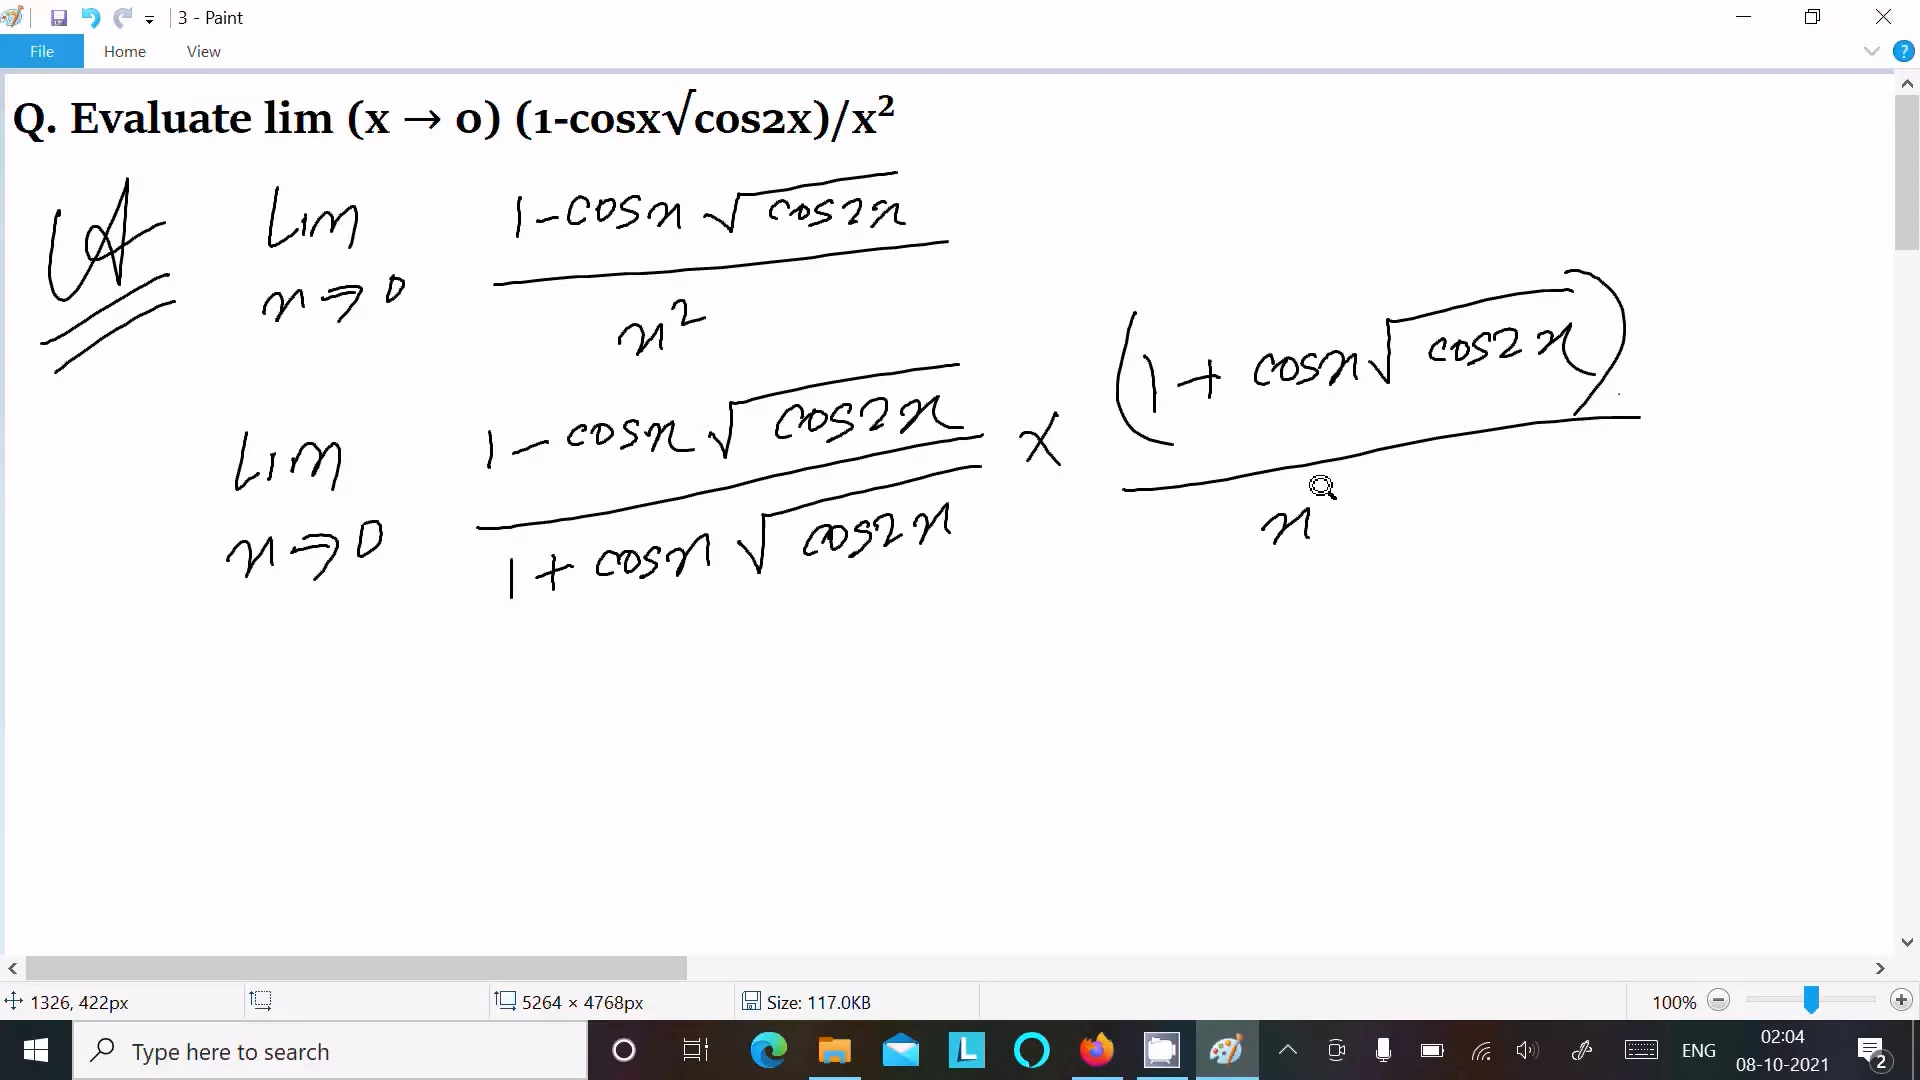 3 - Paint
File Home View
Q. Evaluate lim (x → 0) (1-cosx√cos2x)/x²
A Lim 1-cosx √cos2x
x→0 x²
Lim 1-cosx √cos2x × (1+cosx √cos2x)
x→0 1+cosx √cos2x x
1326, 422px 5264 × 4768px Size: 117.0KB 100%
Type here to search L ENG 02:04
08-10-2021 2